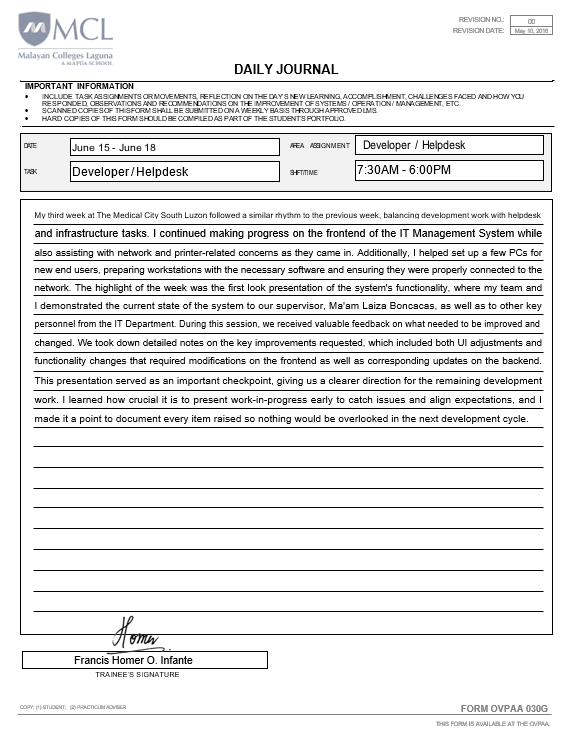 MCL
Malayan Colleges Laguna
A MAPÚA SCHOOL
REVISION NO.: 00
REVISION DATE: May 10, 2016
DAILY JOURNAL
IMPORTANT INFORMATION
• INCLUDE TASK ASSIGNMENTS OR MOVEMENTS, REFLECTION ON THE DAY'S NEW LEARNING, ACCOMPLISHMENT, CHALLENGES FACED AND HOW YOU
RESPONDED, OBSERVATIONS AND RECOMMENDATIONS ON THE IMPROVEMENT OF SYSTEMS / OPERATION / MANAGEMENT, ETC.
• SCANNED COPIES OF THIS FORM SHALL BE SUBMITTED ON A WEEKLY BASIS THROUGH APPROVED LMS.
• HARD COPIES OF THIS FORM SHOULD BE COMPILED AS PART OF THE STUDENT'S PORTFOLIO.
DATE June 15 - June 18 AREA ASSIGNMENT Developer / Helpdesk
TASK Developer / Helpdesk SHIFT/TIME 7:30AM - 6:00PM
My third week at The Medical City South Luzon followed a similar rhythm to the previous week, balancing development work with helpdesk
and infrastructure tasks. I continued making progress on the frontend of the IT Management System while
also assisting with network and printer-related concerns as they came in. Additionally, I helped set up a few PCs for
new end users, preparing workstations with the necessary software and ensuring they were properly connected to the
network. The highlight of the week was the first look presentation of the system's functionality, where my team and
I demonstrated the current state of the system to our supervisor, Ma'am Laiza Boncacas, as well as to other key
personnel from the IT Department. During this session, we received valuable feedback on what needed to be improved and
changed. We took down detailed notes on the key improvements requested, which included both UI adjustments and
functionality changes that required modifications on the frontend as well as corresponding updates on the backend.
This presentation served as an important checkpoint, giving us a clearer direction for the remaining development
work. I learned how crucial it is to present work-in-progress early to catch issues and align expectations, and I
made it a point to document every item raised so nothing would be overlooked in the next development cycle.
Homer
Francis Homer O. Infante
TRAINEE'S SIGNATURE
COPY: (1) STUDENT; (2) PRACTICUM ADVISER
FORM OVPAA 030G
THIS FORM IS AVAILABLE AT THE OVPAA.